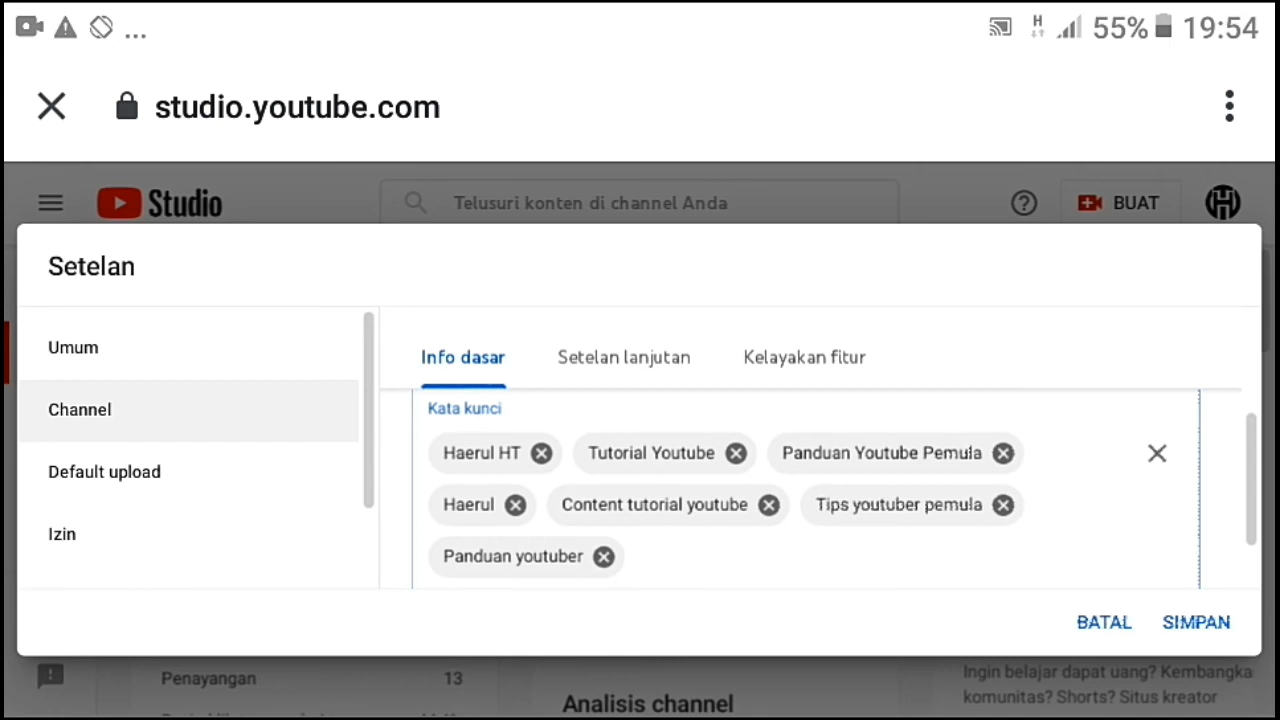 ... H 55% 19:54
studio.youtube.com
Studio Telusuri konten di channel Anda BUAT
Setelan
Umum
Channel
Default upload
Izin
Info dasar Setelan lanjutan Kelayakan fitur
Kata kunci
Haerul HT Tutorial Youtube Panduan Youtube Pemula
Haerul Content tutorial youtube Tips youtuber pemula
Panduan youtuber
BATAL SIMPAN
Penayangan 13
Analisis channel
Ingin belajar dapat uang? Kembangka
komunitas? Shorts? Situs kreator